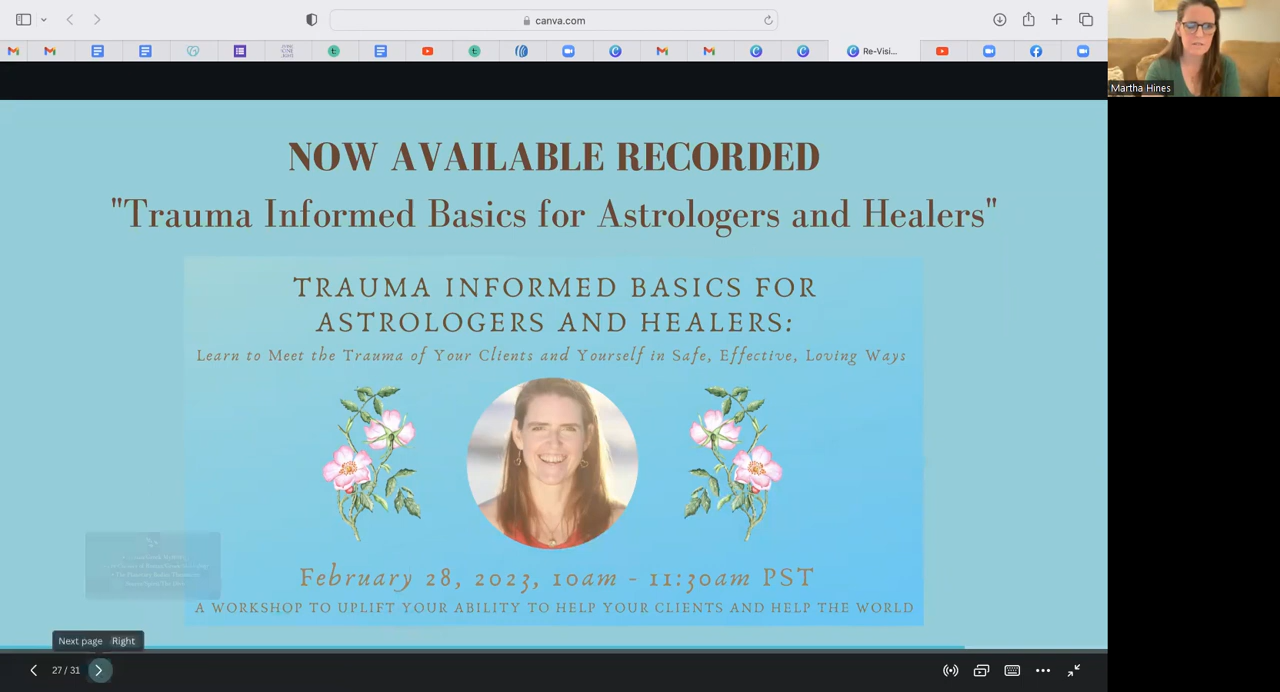 canva.com
Re-Visi...
Martha Hines
NOW AVAILABLE RECORDED
"Trauma Informed Basics for Astrologers and Healers"
TRAUMA INFORMED BASICS FOR
ASTROLOGERS AND HEALERS:
Learn to Meet the Trauma of Your Clients and Yourself in Safe, Effective, Loving Ways
February 28, 2023, 10am - 11:30am PST
A WORKSHOP TO UPLIFT YOUR ABILITY TO HELP YOUR CLIENTS AND HELP THE WORLD
Next page Right
27 / 31